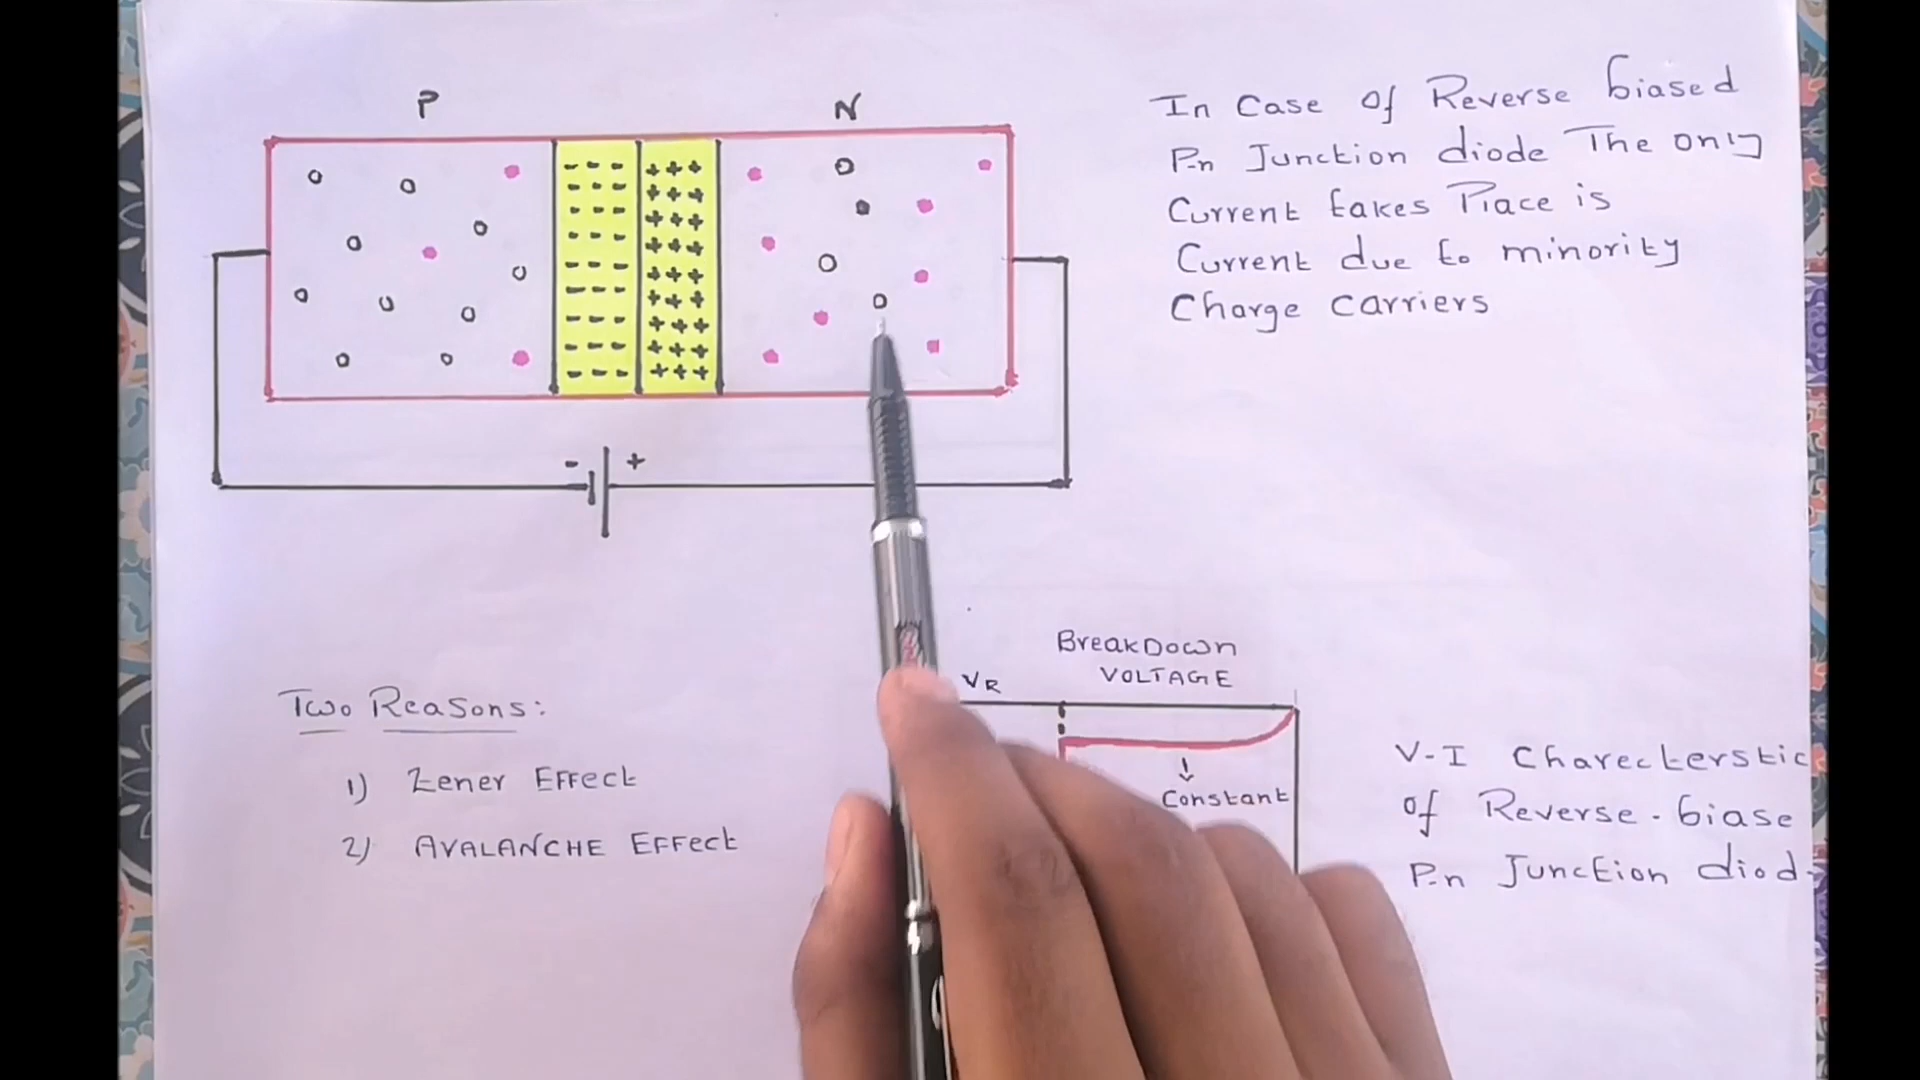 P
N
In Case of Reverse biased
P-n Junction diode The only
Current takes Place is
Current due to minority
Charge carriers
- +
Two Reasons:
1) Zener Effect
2) AVALANCHE Effect
BreakDown
VOLTAGE
VR
Constant
V-I Charecterstic
of Reverse-biase
P-n Junction diod